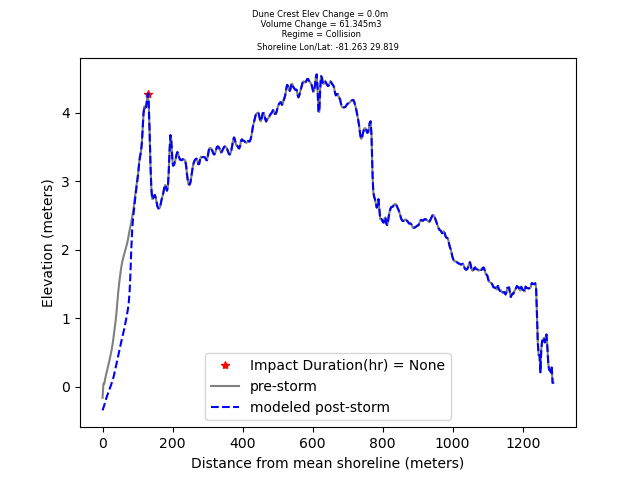 Dune Crest Elev Change = 0.0m
Volume Change = 61.345m3
Regime = Collision
Shoreline Lon/Lat: -81.263 29.819
Elevation (meters)
4
3
2
1
0
Impact Duration(hr) = None
pre-storm
modeled post-storm
0 200 400 600 800 1000 1200
Distance from mean shoreline (meters)